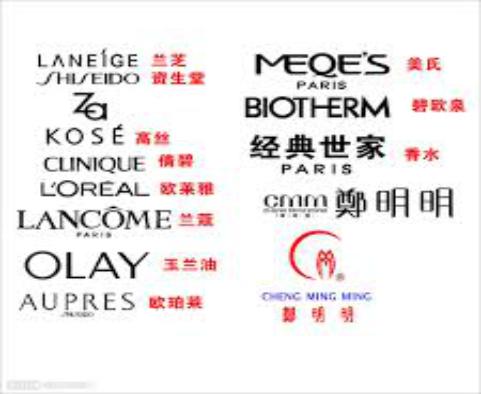 LANEIGE 兰芝
SHISEIDO 资生堂
Za
KOSÉ 高丝
CLINIQUE 倩碧
L'ORÉAL 欧莱雅
LANCÔME 兰蔻
PARIS
OLAY 玉兰油
AUPRES 欧珀莱
SHISEIDO
MEQE'S 美氏
PARIS
BIOTHERM 碧欧泉
经典世家 香水
PARIS
cmm 鄭明明
®
CHENG MING MING
鄭明明